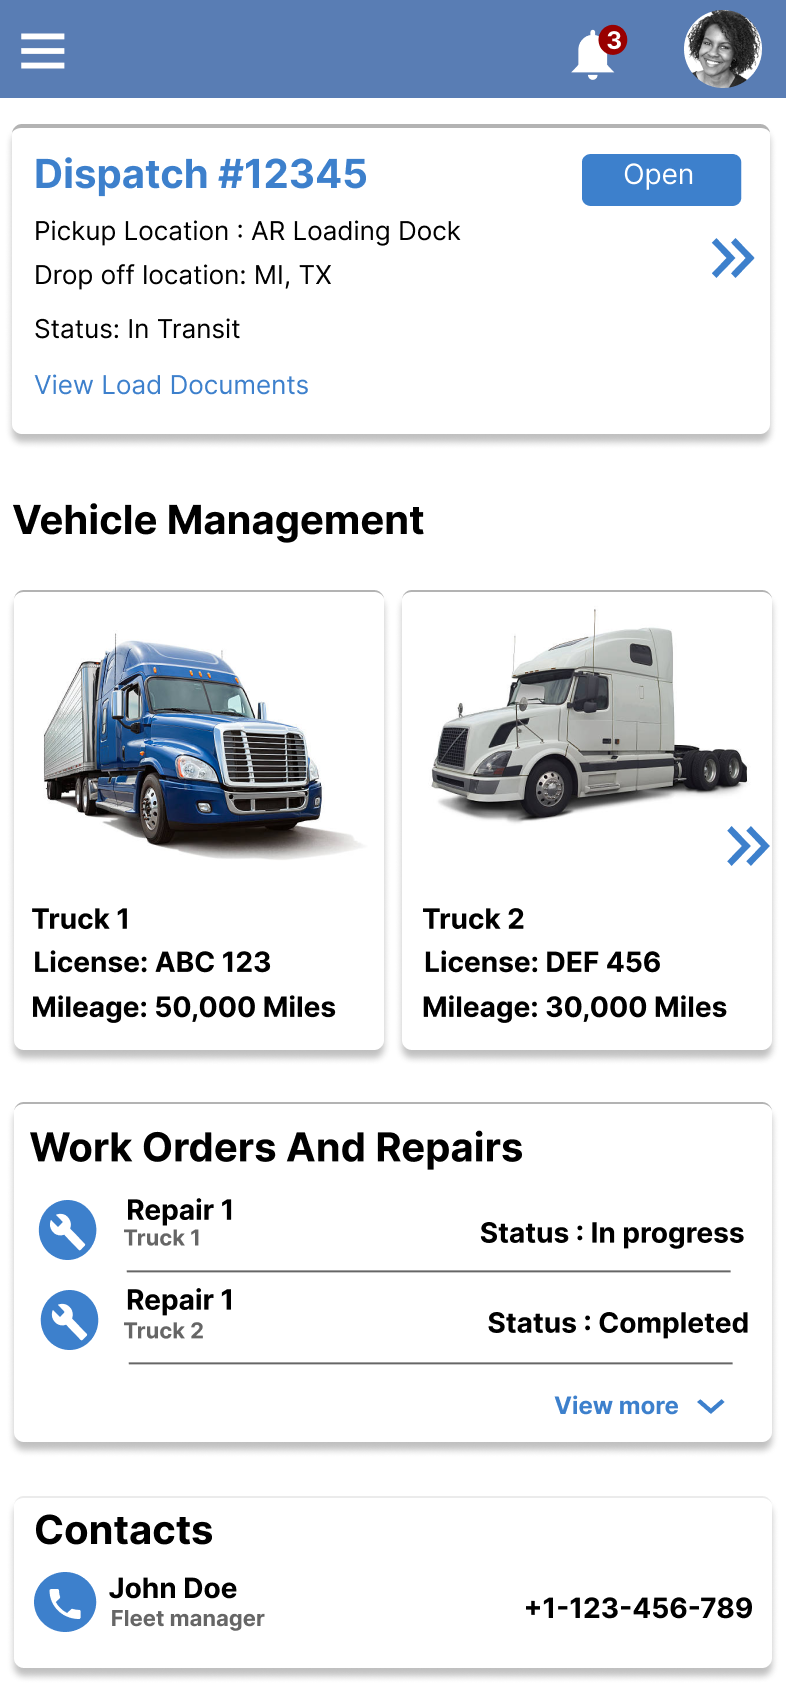 3
Dispatch #12345
Open
Pickup Location : AR Loading Dock
Drop off location: MI, TX
Status: In Transit
View Load Documents
Vehicle Management
Truck 1
License: ABC 123
Mileage: 50,000 Miles
Truck 2
License: DEF 456
Mileage: 30,000 Miles
Work Orders And Repairs
Repair 1
Truck 1
Status : In progress
Repair 1
Truck 2
Status : Completed
View more
Contacts
John Doe
Fleet manager
+1-123-456-789